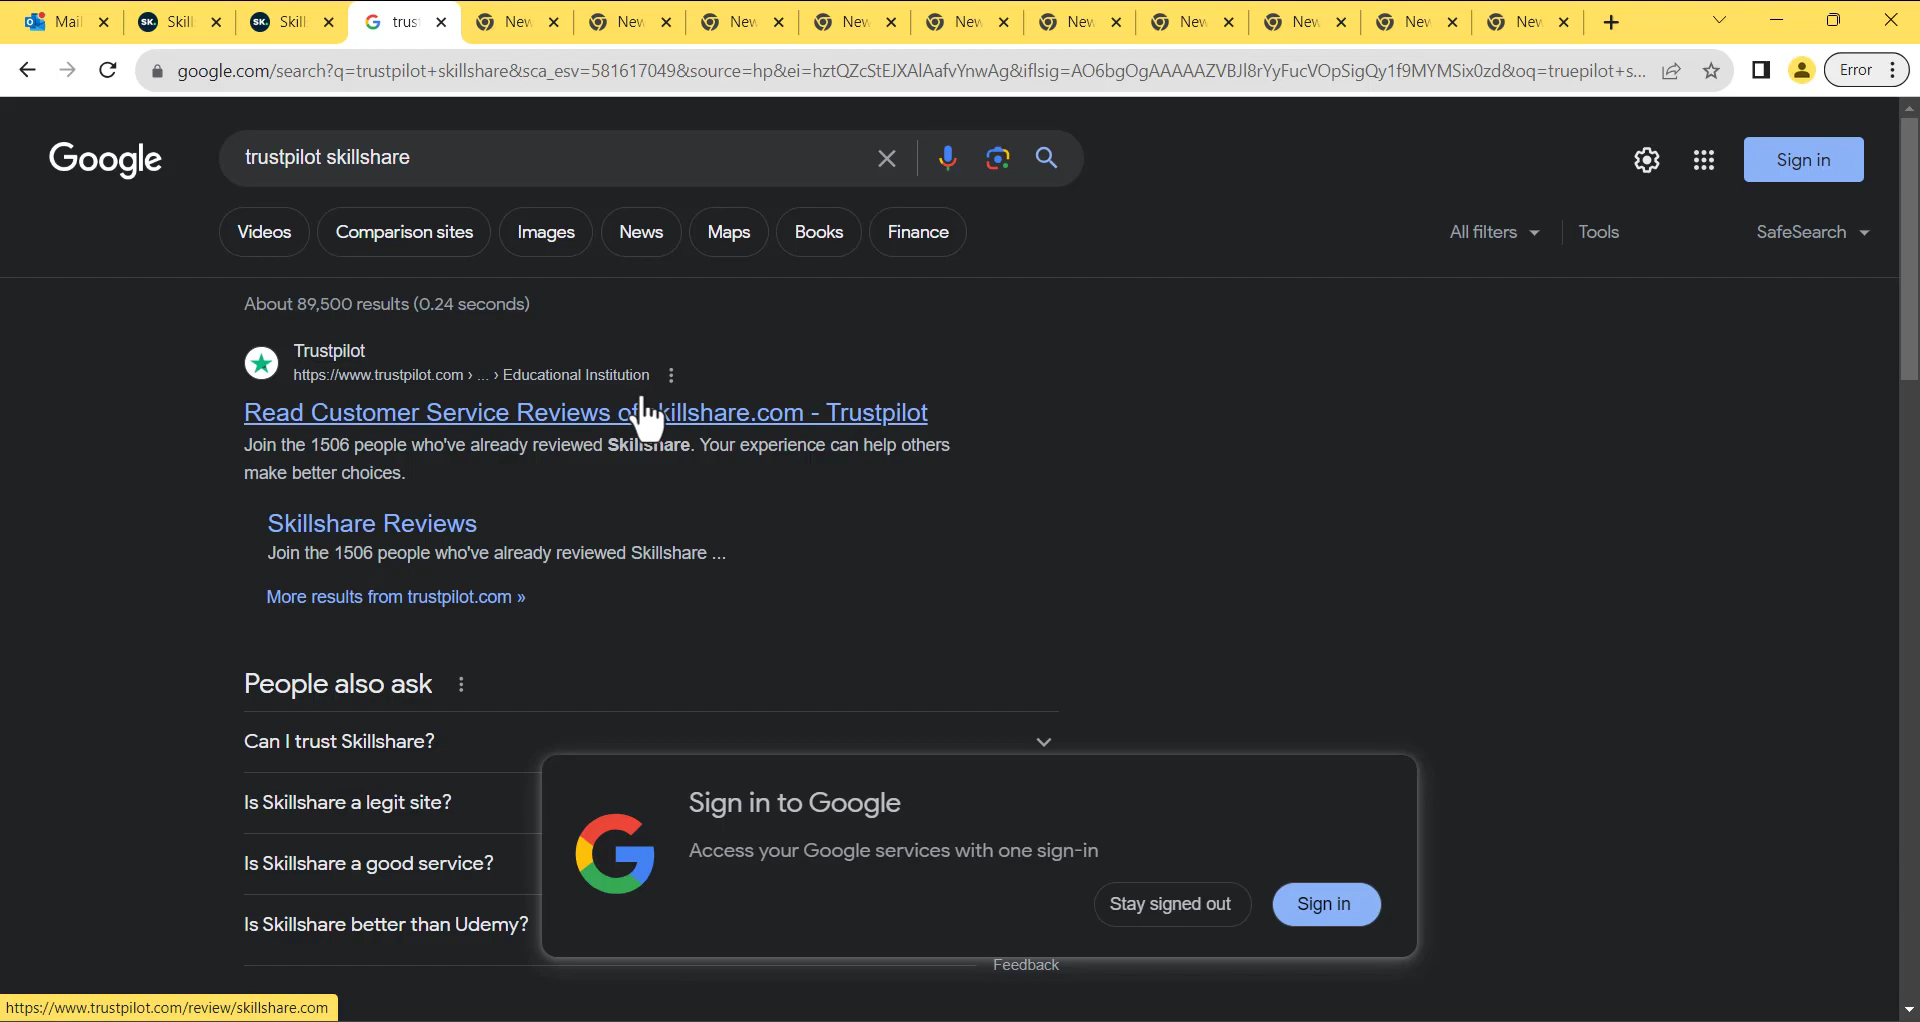 Mail
Skill
Skill
trus
New
New
New
New
New
New
New
New
New
New
google.com/search?q=trustpilot+skillshare&sca_esv=581617049&source=hp&ei=hztQZcStEJXAlAafvYnwAg&iflsig=AO6bgOgAAAAAZVBJl8rYyFucVOpSigQy1f9MYMSix0zd&oq=truepilot+s...
Error
Google
trustpilot skillshare
Sign in
Videos
Comparison sites
Images
News
Maps
Books
Finance
All filters
Tools
SafeSearch
About 89,500 results (0.24 seconds)
Trustpilot
https://www.trustpilot.com › ... › Educational Institution
Read Customer Service Reviews of skillshare.com - Trustpilot
Join the 1506 people who've already reviewed Skillshare. Your experience can help others
make better choices.
Skillshare Reviews
Join the 1506 people who've already reviewed Skillshare ...
More results from trustpilot.com »
People also ask
Can I trust Skillshare?
Is Skillshare a legit site?
Is Skillshare a good service?
Is Skillshare better than Udemy?
Sign in to Google
Access your Google services with one sign-in
Stay signed out
Sign in
Feedback
https://www.trustpilot.com/review/skillshare.com